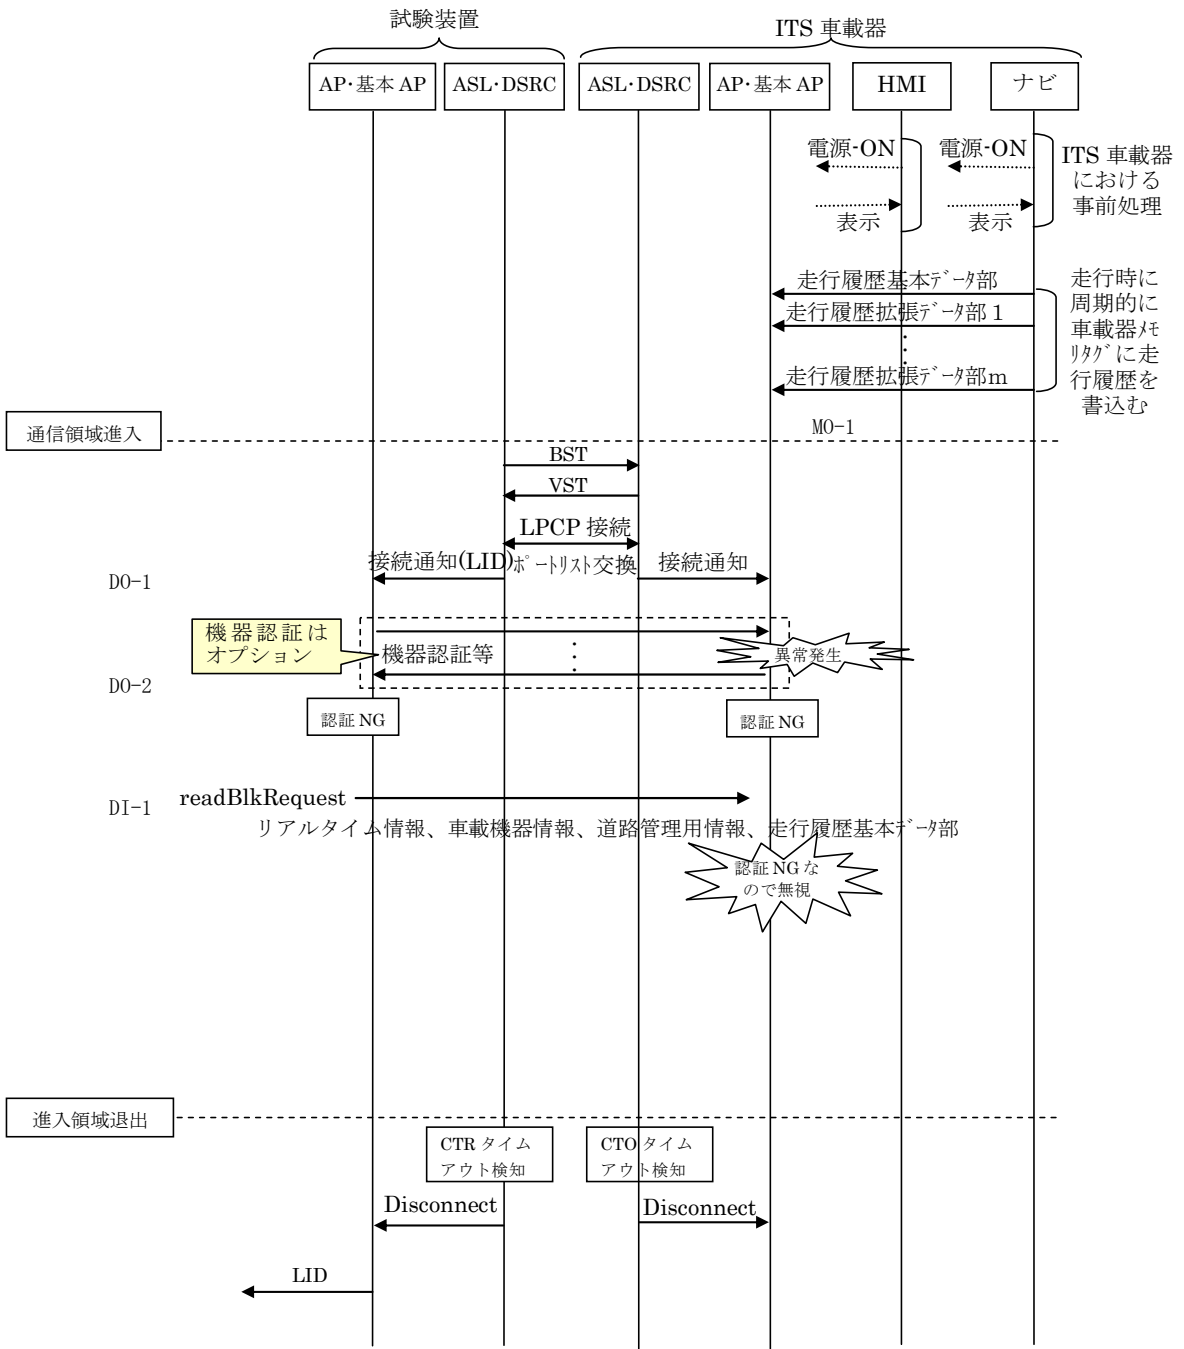 試験装置
ITS 車載器
AP･基本 AP
ASL･DSRC
ASL･DSRC
AP･基本 AP
HMI
ナビ
電源-ON
電源-ON
表示
表示
ITS 車載器
における
事前処理
走行履歴基本ﾃﾞｰﾀ部
走行履歴拡張ﾃﾞｰﾀ部１
走行履歴拡張ﾃﾞｰﾀ部ｍ
走行時に
周期的に
車載器ﾒﾓ
ﾘﾀｸﾞに走
行履歴を
書込む
通信領域進入
MO-1
BST
VST
LPCP 接続
接続通知(LID)
ﾎﾟｰﾄﾘｽﾄ交換
接続通知
DO-1
機器認証は
オプション
機器認証等
異常発生
DO-2
認証 NG
認証 NG
DI-1
readBlkRequest
リアルタイム情報、車載機器情報、道路管理用情報、走行履歴基本ﾃﾞｰﾀ部
認証 NG な
ので無視
進入領域退出
CTR タイム
アウト検知
CTO タイム
アウト検知
Disconnect
Disconnect
LID